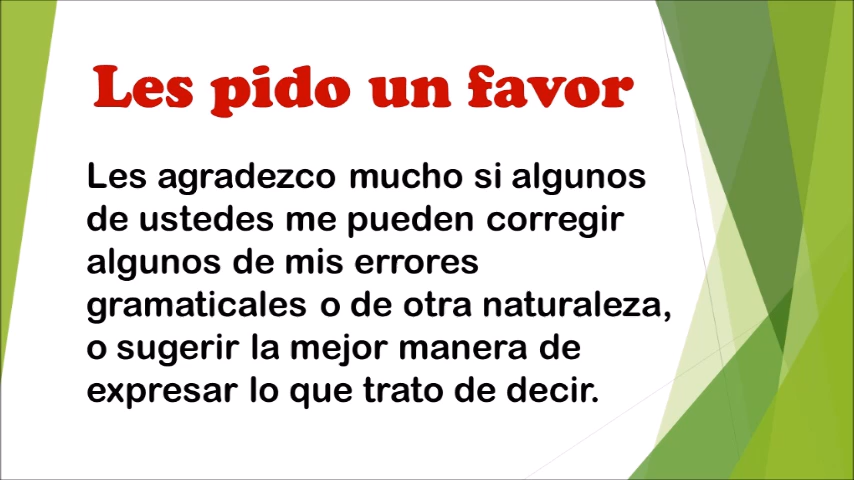 Les pido un favor
Les agradezco mucho si algunos
de ustedes me pueden corregir
algunos de mis errores
gramaticales o de otra naturaleza,
o sugerir la mejor manera de
expresar lo que trato de decir.